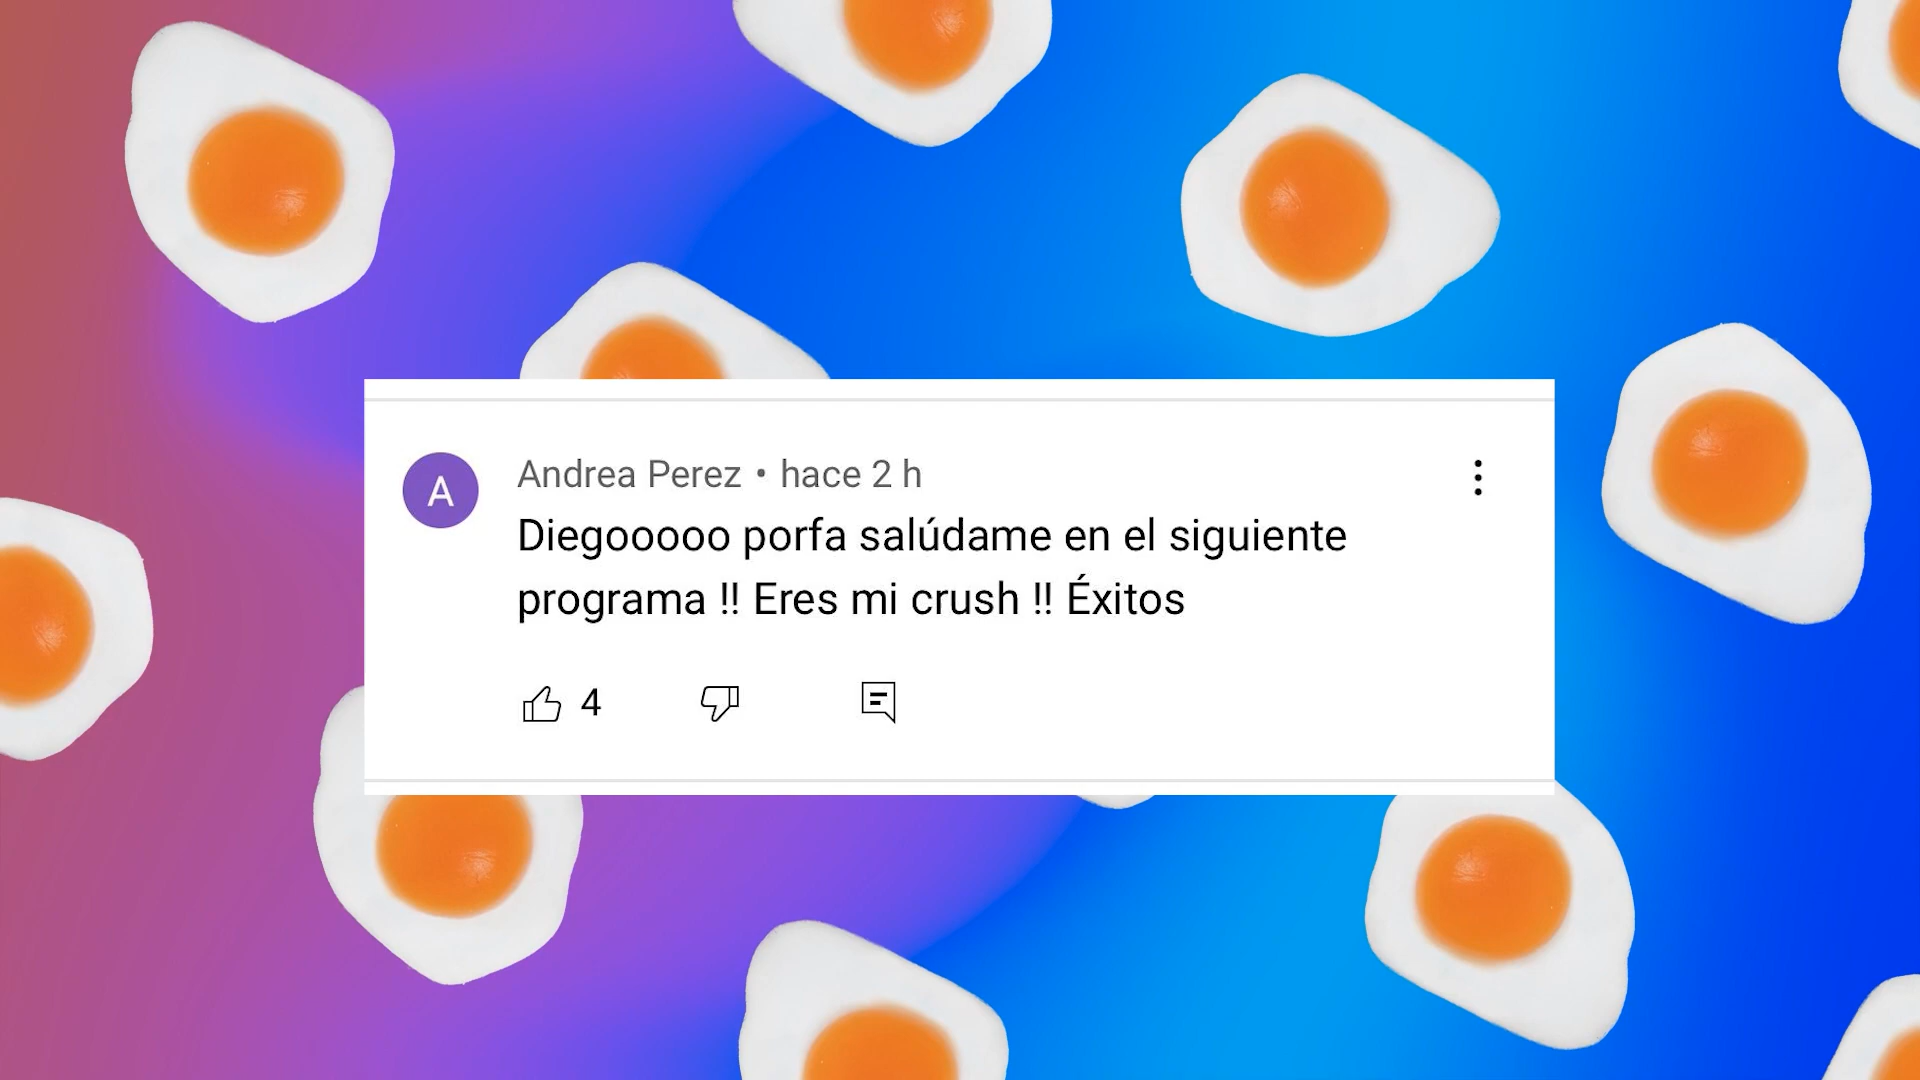 A
Andrea Perez • hace 2 h
Diegooooo porfa salúdame en el siguiente
programa !! Eres mi crush !! Éxitos
4